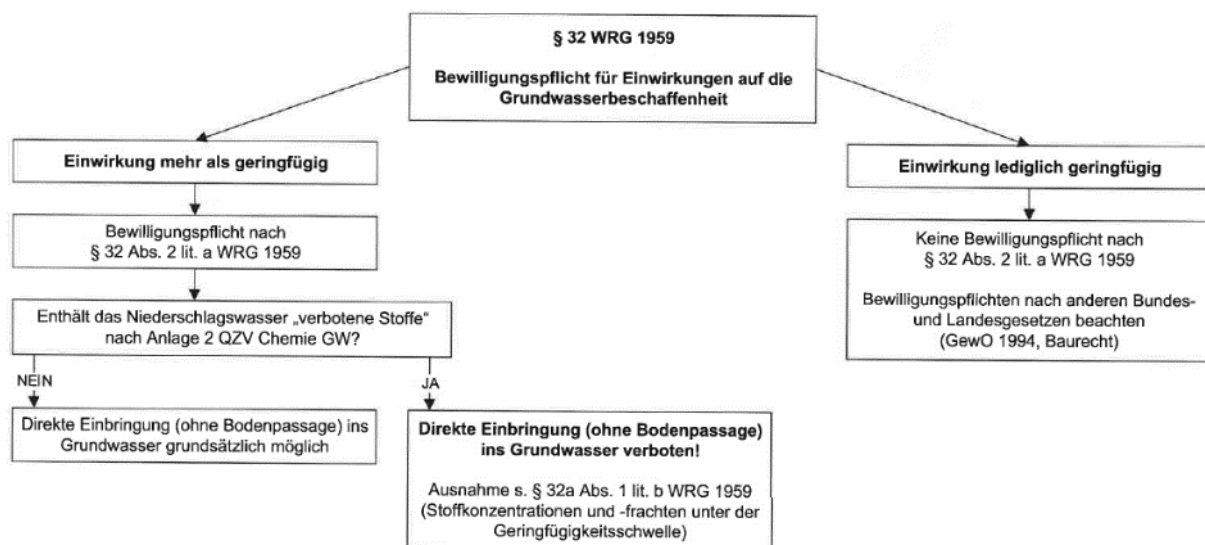 § 32 WRG 1959
Bewilligungspflicht für Einwirkungen auf die
Grundwasserbeschaffenheit
Einwirkung mehr als geringfügig
Einwirkung lediglich geringfügig
Bewilligungspflicht nach
§ 32 Abs. 2 lit. a WRG 1959
Keine Bewilligungspflicht nach
§ 32 Abs. 2 lit. a WRG 1959
Bewilligungspflichten nach anderen Bundes-
und Landesgesetzen beachten
(GewO 1994, Baurecht)
Enthält das Niederschlagswasser „verbotene Stoffe“
nach Anlage 2 QZV Chemie GW?
NEIN
JA
Direkte Einbringung (ohne Bodenpassage) ins
Grundwasser grundsätzlich möglich
Direkte Einbringung (ohne Bodenpassage)
ins Grundwasser verboten!
Ausnahme s. § 32a Abs. 1 lit. b WRG 1959
(Stoffkonzentrationen und -frachten unter der
Geringfügigkeitsschwelle)